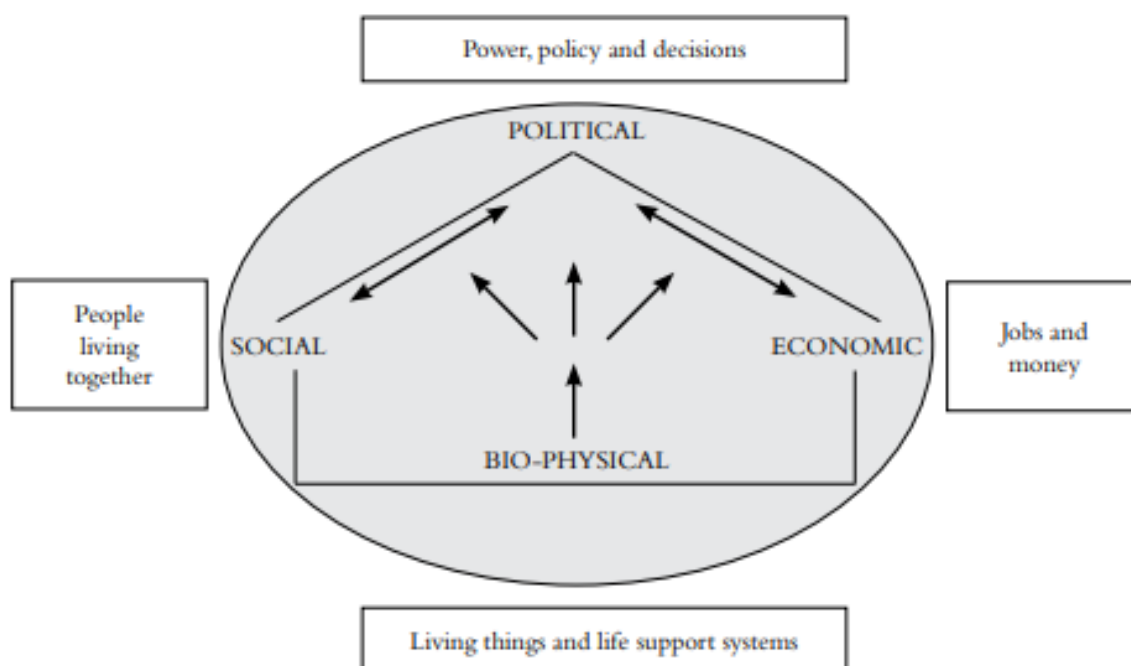 Power, policy and decisions
POLITICAL
People
living
together
SOCIAL
ECONOMIC
Jobs and
money
BIO-PHYSICAL
Living things and life support systems